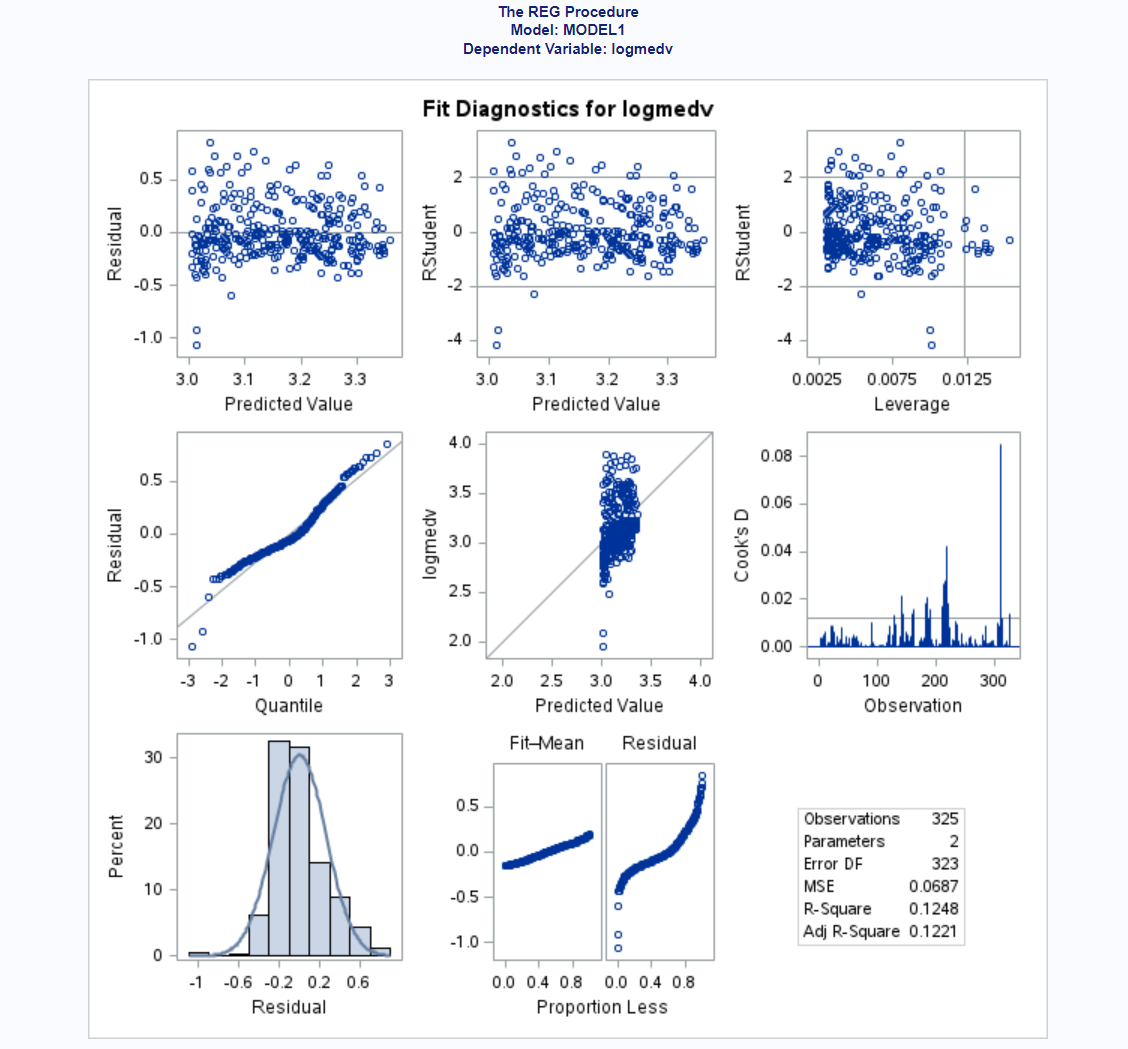 The REG Procedure
Model: MODEL1
Dependent Variable: logmedv
Fit Diagnostics for logmedv
Residual
0.5
0.0
-0.5
-1.0
3.0 3.1 3.2 3.3
Predicted Value
RStudent
2
0
-2
-4
3.0 3.1 3.2 3.3
Predicted Value
RStudent
2
0
-2
-4
0.0025 0.0075 0.0125
Leverage
Residual
0.5
0.0
-0.5
-1.0
-3 -2 -1 0 1 2 3
Quantile
logmedv
4.0
3.5
3.0
2.5
2.0
2.0 2.5 3.0 3.5 4.0
Predicted Value
Cook's D
0.08
0.06
0.04
0.02
0.00
0 100 200 300
Observation
Percent
30
20
10
0
-1 -0.6 -0.2 0.2 0.6
Residual
Fit–Mean Residual
0.5
0.0
-0.5
-1.0
0.0 0.4 0.8 0.0 0.4 0.8
Proportion Less
Observations 325
Parameters 2
Error DF 323
MSE 0.0687
R-Square 0.1248
Adj R-Square 0.1221